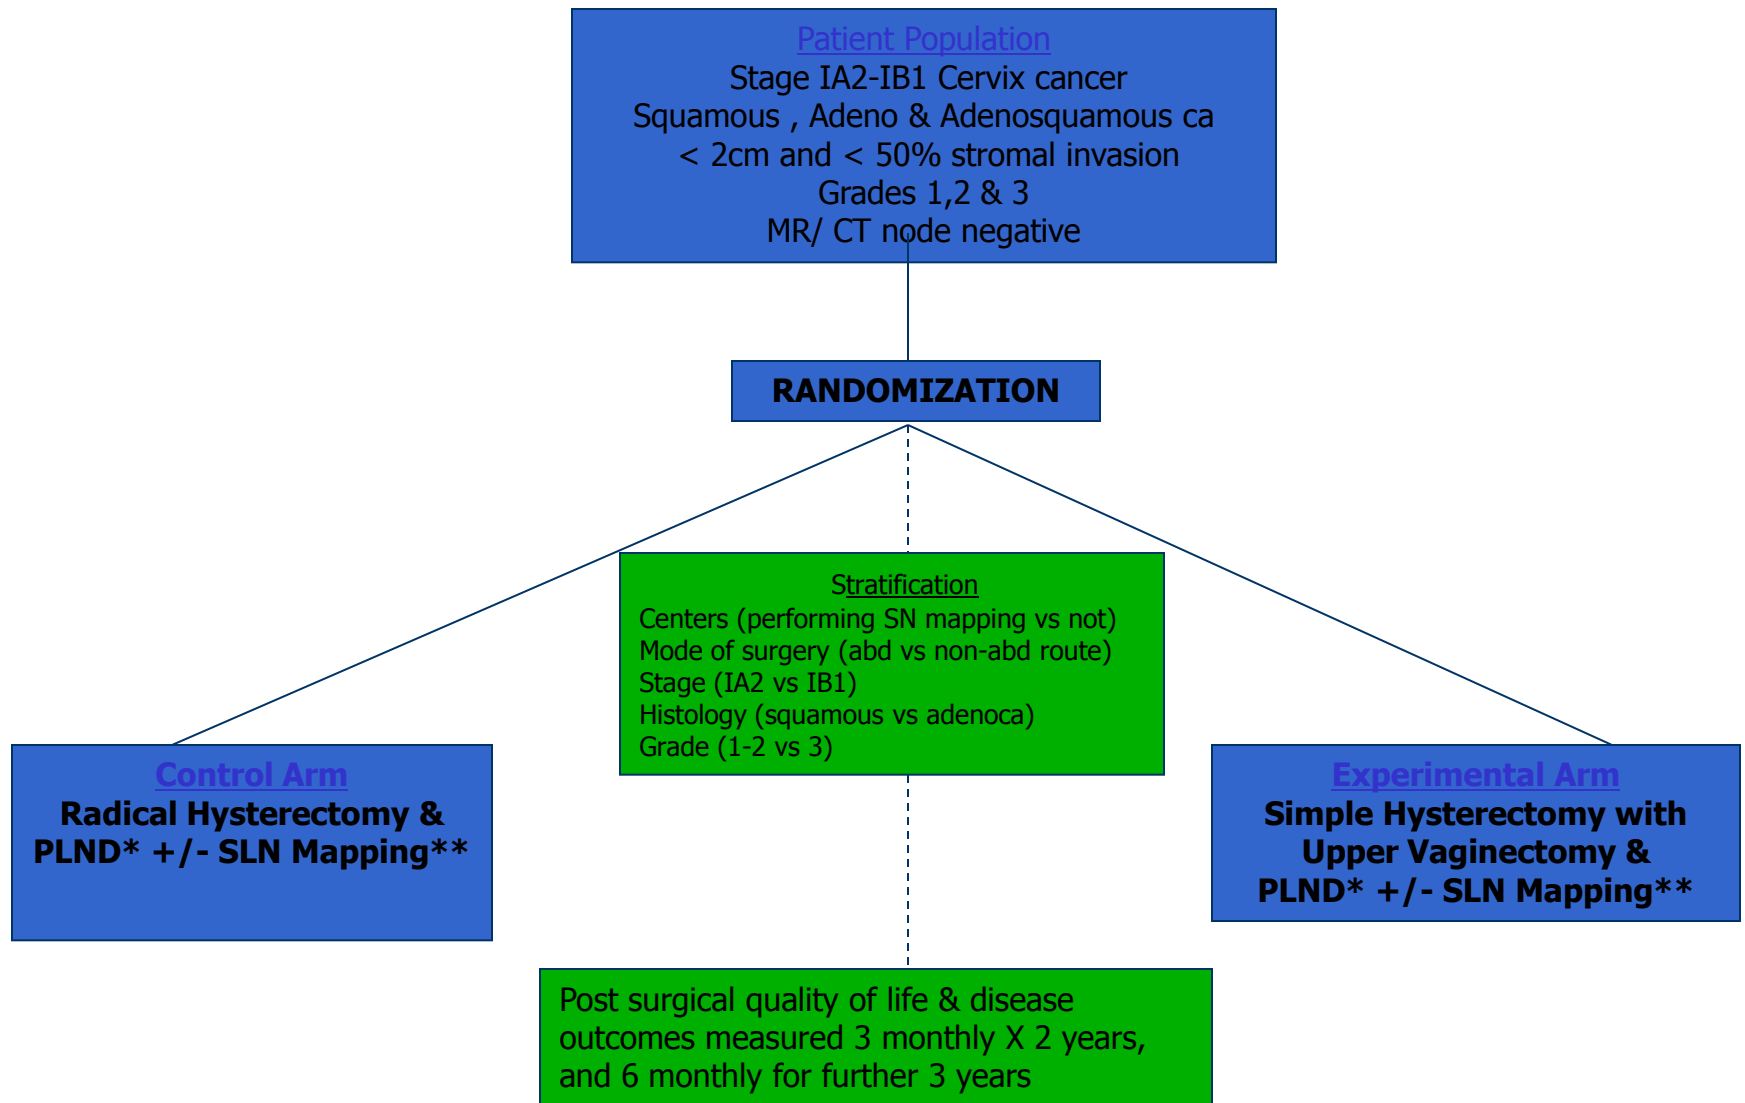 Patient Population
Stage IA2-IB1 Cervix cancer
Squamous , Adeno & Adenosquamous ca
< 2cm and < 50% stromal invasion
Grades 1,2 & 3
MR/ CT node negative
RANDOMIZATION
Stratification
Centers (performing SN mapping vs not)
Mode of surgery (abd vs non-abd route)
Stage (IA2 vs IB1)
Histology (squamous vs adenoca)
Grade (1-2 vs 3)
Control Arm
Radical Hysterectomy &
PLND* +/- SLN Mapping**
Experimental Arm
Simple Hysterectomy with
Upper Vaginectomy &
PLND* +/- SLN Mapping**
Post surgical quality of life & disease
outcomes measured 3 monthly X 2 years,
and 6 monthly for further 3 years